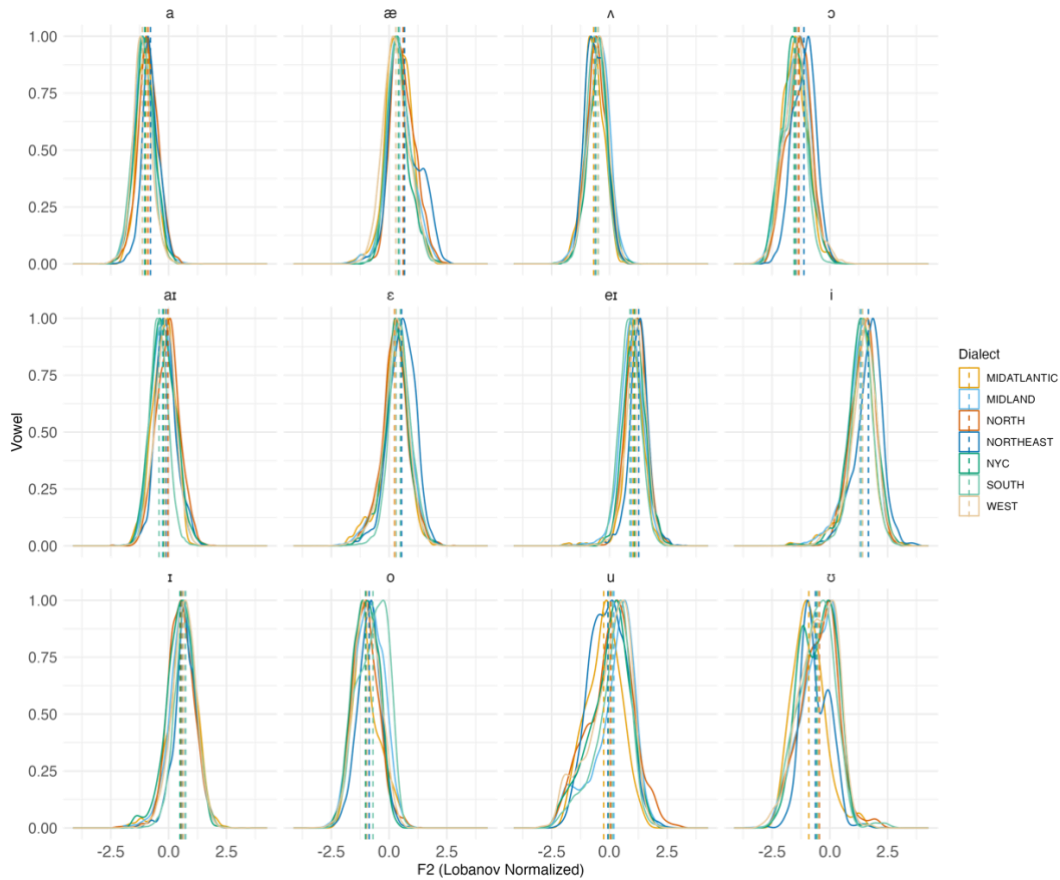 a æ ʌ ɔ
1.00
0.75
0.50
0.25
0.00
aɪ ɛ eɪ i
1.00
0.75
0.50
0.25
0.00
Vowel
Dialect
MIDATLANTIC
MIDLAND
NORTH
NORTHEAST
NYC
SOUTH
WEST
ɪ o u ʊ
1.00
0.75
0.50
0.25
0.00
-2.5 0.0 2.5 -2.5 0.0 2.5 -2.5 0.0 2.5 -2.5 0.0 2.5
F2 (Lobanov Normalized)